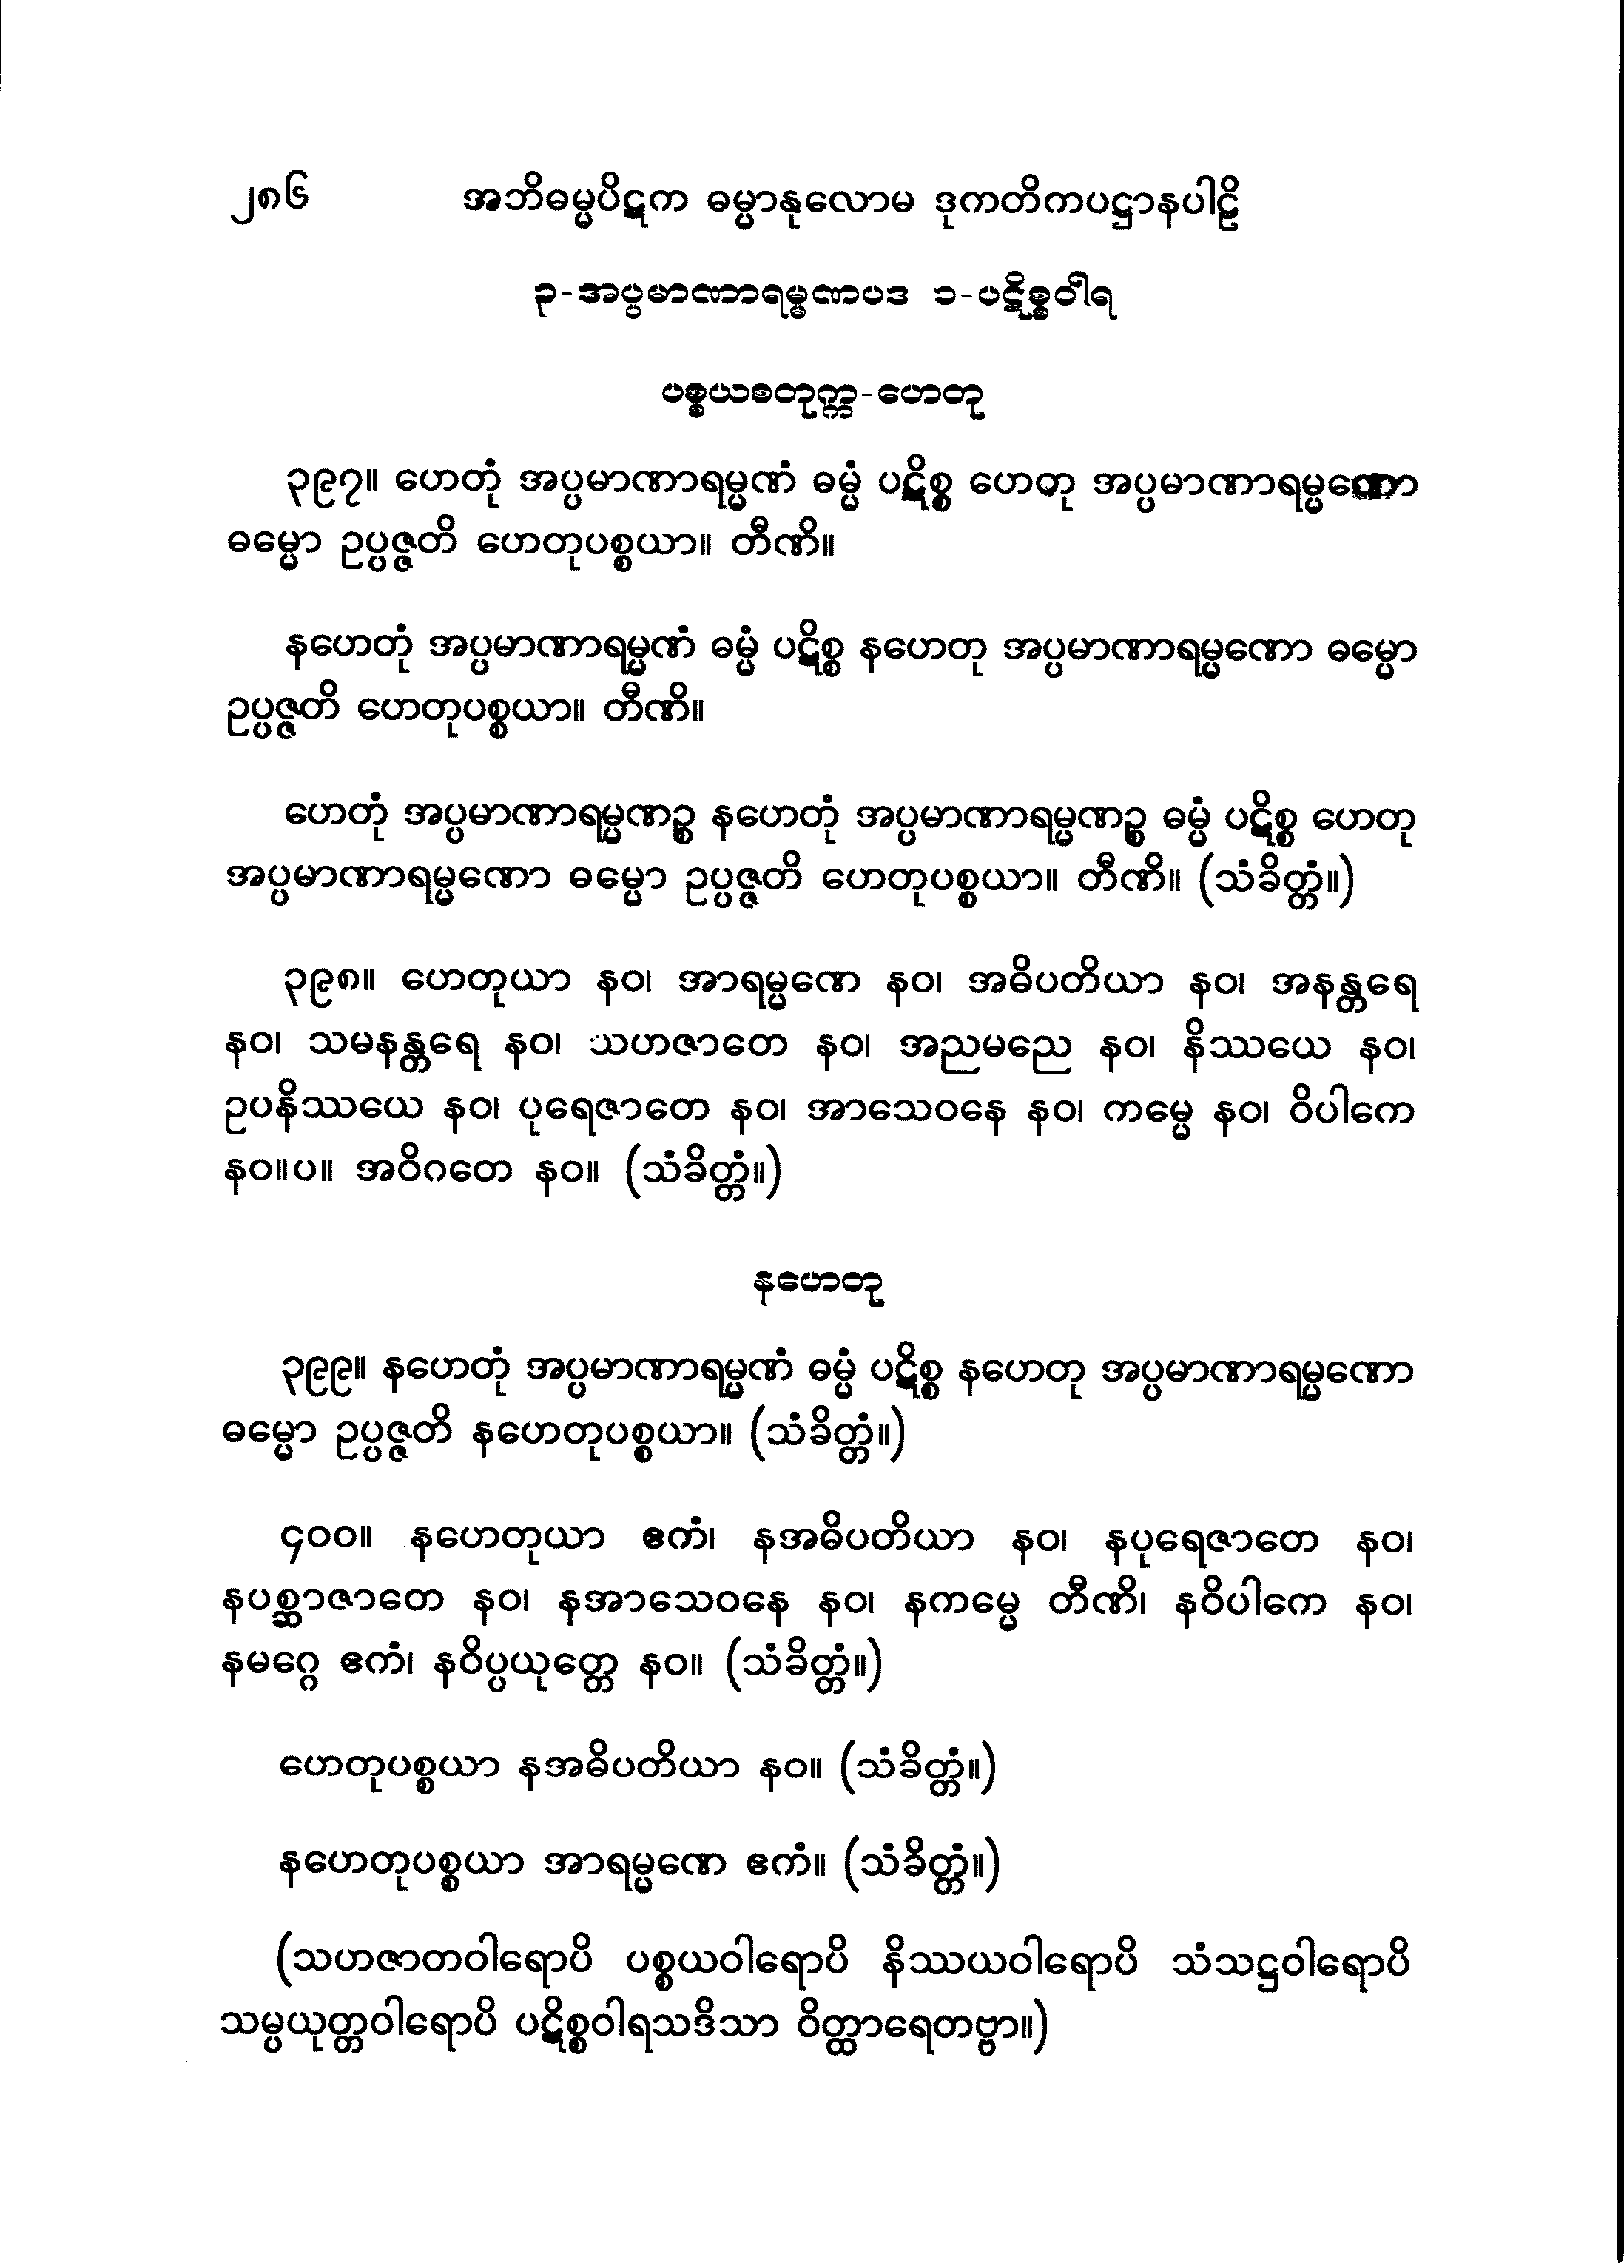 ၂၈၆ အဘိဓမ္မပိဋက ဓမ္မာနုလောမ ဒုကတိကပဋ္ဌာနပါဠိ
၃-အပ္ပမာဏာရမ္မဏပဒ ၁-ပဋိစ္စဝါရ
ပစ္စယစတုက္က-ဟေတု
၃၉၇။ ဟေတုံ အပ္ပမာဏာရမ္မဏံ ဓမ္မံ ပဋိစ္စ ဟေတု အပ္ပမာဏာရမ္မဏော
ဓမ္မော ဥပ္ပဇ္ဇတိ ဟေတုပစ္စယာ။ တီဏိ။
နဟေတုံ အပ္ပမာဏာရမ္မဏံ ဓမ္မံ ပဋိစ္စ နဟေတု အပ္ပမာဏာရမ္မဏော ဓမ္မော
ဥပ္ပဇ္ဇတိ ဟေတုပစ္စယာ။ တီဏိ။
ဟေတုံ အပ္ပမာဏာရမ္မဏဉ္စ နဟေတုံ အပ္ပမာဏာရမ္မဏဉ္စ ဓမ္မံ ပဋိစ္စ ဟေတု
အပ္ပမာဏာရမ္မဏော ဓမ္မော ဥပ္ပဇ္ဇတိ ဟေတုပစ္စယာ။ တီဏိ။ (သံခိတ္တံ။)
၃၉၈။ ဟေတုယာ နဝ၊ အာရမ္မဏေ နဝ၊ အဓိပတိယာ နဝ၊ အနန္တရေ
နဝ၊ သမနန္တရေ နဝ၊ သဟဇာတေ နဝ၊ အညမညေ နဝ၊ နိဿယေ နဝ၊
ဥပနိဿယေ နဝ၊ ပုရေဇာတေ နဝ၊ အာသေဝနေ နဝ၊ ကမ္မေ နဝ၊ ဝိပါကေ
နဝ။ပ။ အဝိဂတေ နဝ။ (သံခိတ္တံ။)
နဟေတု
၃၉၉။ နဟေတုံ အပ္ပမာဏာရမ္မဏံ ဓမ္မံ ပဋိစ္စ နဟေတု အပ္ပမာဏာရမ္မဏော
ဓမ္မော ဥပ္ပဇ္ဇတိ နဟေတုပစ္စယာ။ (သံခိတ္တံ။)
၄၀၀။ နဟေတုယာ ဧကံ၊ နအဓိပတိယာ နဝ၊ နပုရေဇာတေ နဝ၊
နပစ္ဆာဇာတေ နဝ၊ နအာသေဝနေ နဝ၊ နကမ္မေ တီဏိ၊ နဝိပါကေ နဝ၊
နမဂ္ဂေ ဧကံ၊ နဝိပ္ပယုတ္တေ နဝ။ (သံခိတ္တံ။)
ဟေတုပစ္စယာ နအဓိပတိယာ နဝ။ (သံခိတ္တံ။)
နဟေတုပစ္စယာ အာရမ္မဏေ ဧကံ။ (သံခိတ္တံ။)
(သဟဇာတဝါရောပိ ပစ္စယဝါရောပိ နိဿယဝါရောပိ သံသဋ္ဌဝါရောပိ
သမ္ပယုတ္တဝါရောပိ ပဋိစ္စဝါရသဒိသာ ဝိတ္ထာရေတဗ္ဗာ။)